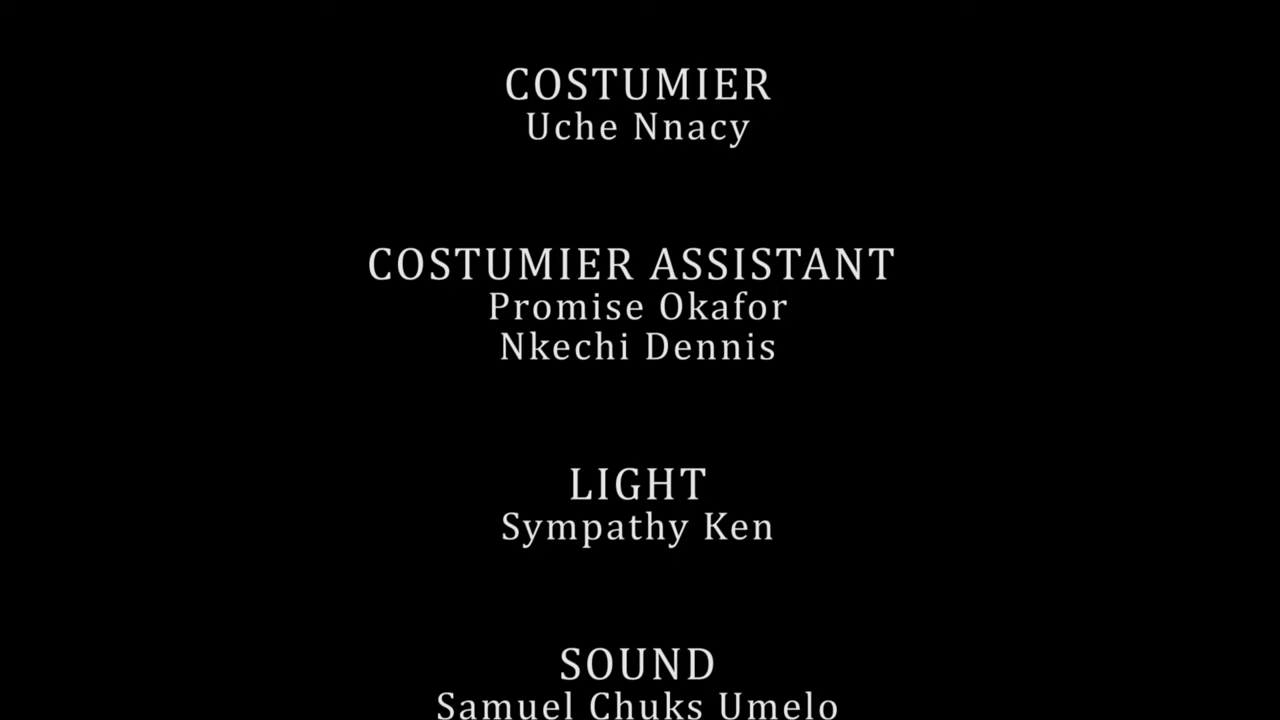 COSTUMIER
Uche Nnacy
COSTUMIER ASSISTANT
Promise Okafor
Nkechi Dennis
LIGHT
Sympathy Ken
SOUND
Samuel Chuks Umelo